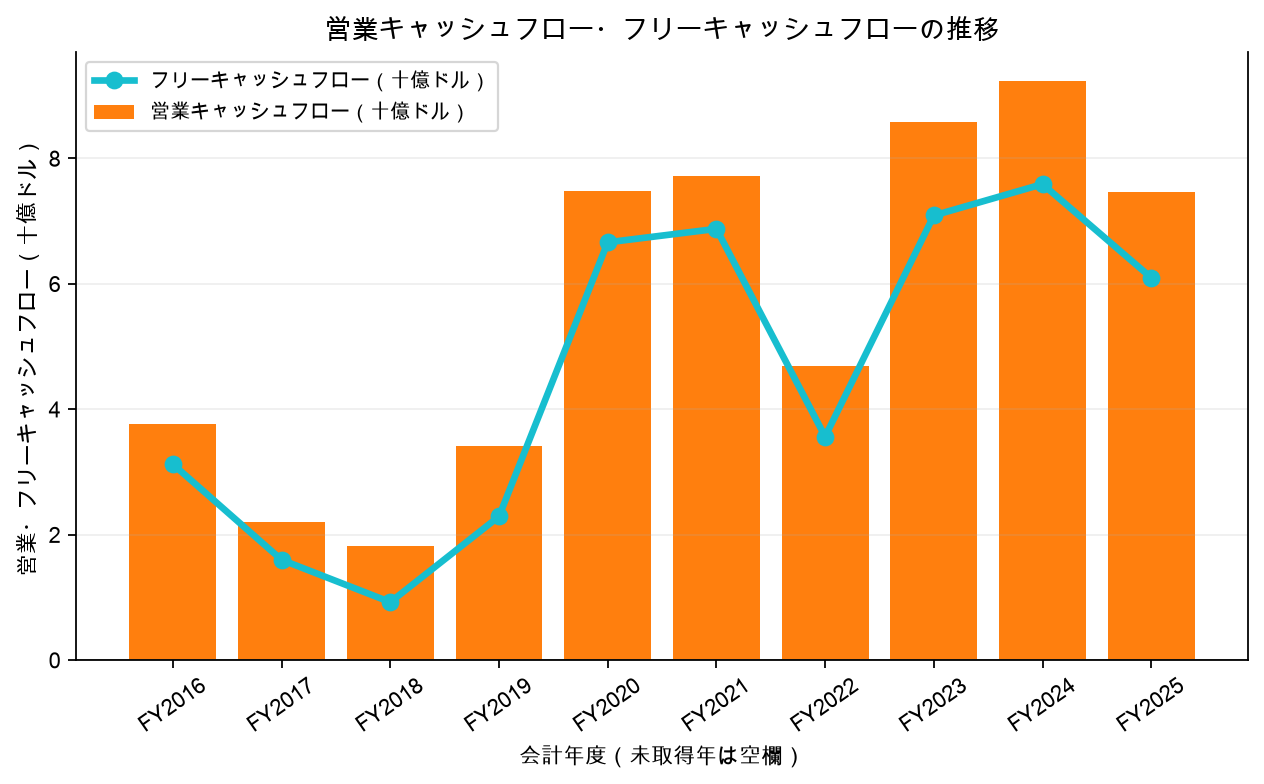 営業キャッシュフロー・フリーキャッシュフローの推移
フリーキャッシュフロー(十億ドル)
営業キャッシュフロー(十億ドル)
営業・フリーキャッシュフロー(十億ドル)
8
6
4
2
0
FY2016
FY2017
FY2018
FY2019
FY2020
FY2021
FY2022
FY2023
FY2024
FY2025
会計年度(未取得年は空欄)